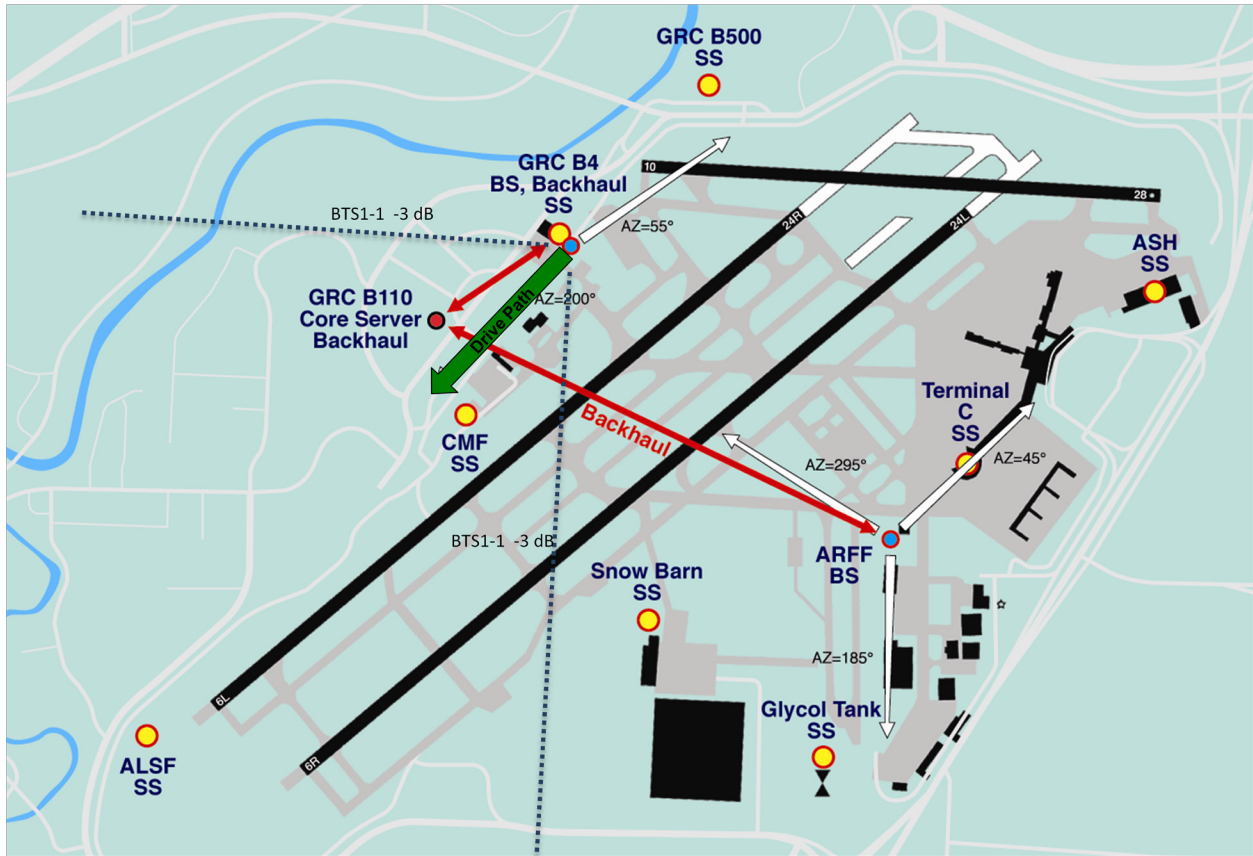 GRC B500
SS
GRC B4
BS, Backhaul
SS
10
28
BTS1-1 -3 dB
24R
24L
AZ=55°
ASH
SS
GRC B110
Core Server
Backhaul
AZ=200°
Drive Path
Terminal
C
SS
Backhaul
CMF
SS
AZ=295°
AZ=45°
BTS1-1 -3 dB
ARFF
BS
Snow Barn
SS
AZ=185°
6L
Glycol Tank
SS
6R
ALSF
SS